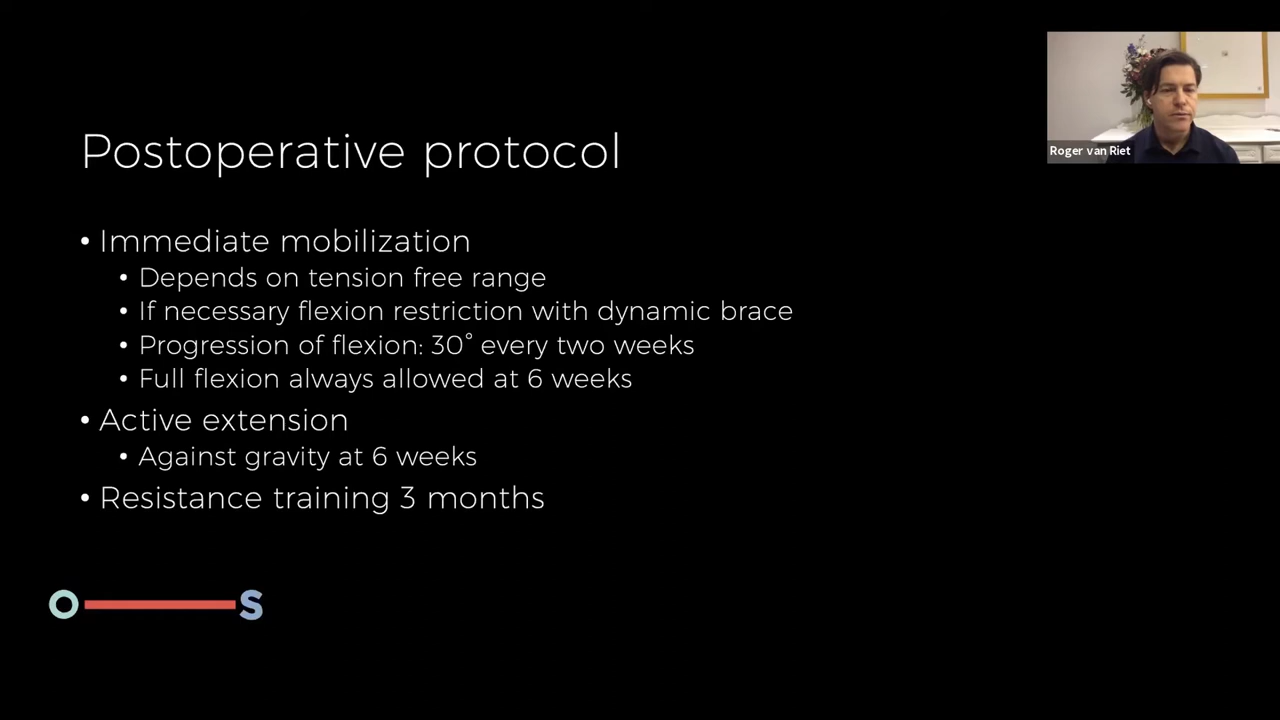 Roger van Riet
Postoperative protocol
• Immediate mobilization
• Depends on tension free range
• If necessary flexion restriction with dynamic brace
• Progression of flexion: 30° every two weeks
• Full flexion always allowed at 6 weeks
• Active extension
• Against gravity at 6 weeks
• Resistance training 3 months
O S